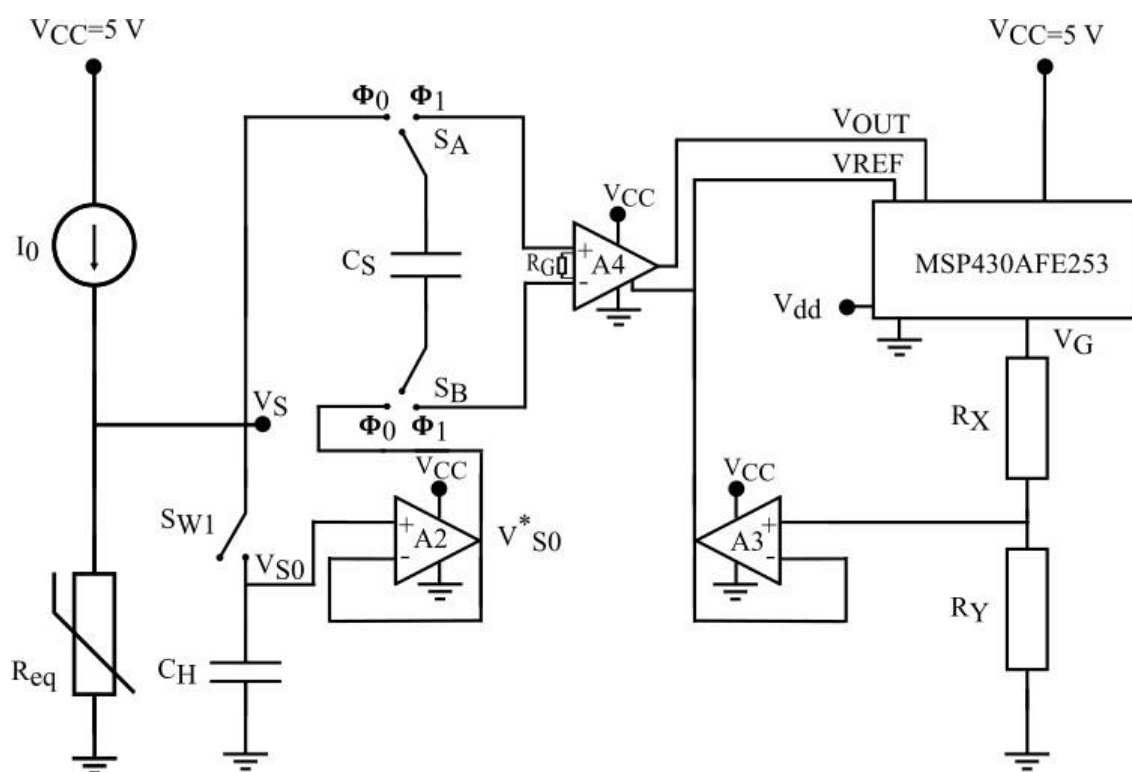 VCC=5 V
VCC=5 V
Φ0 Φ1
SA
VOUT
VREF
VCC
I0
CS
RG
+
A4
-
MSP430AFE253
Vdd
VG
SB
VS
Φ0 Φ1
RX
VCC
VCC
SW1
+
A2
-
V*S0
+
A3
-
VS0
RY
Req
CH